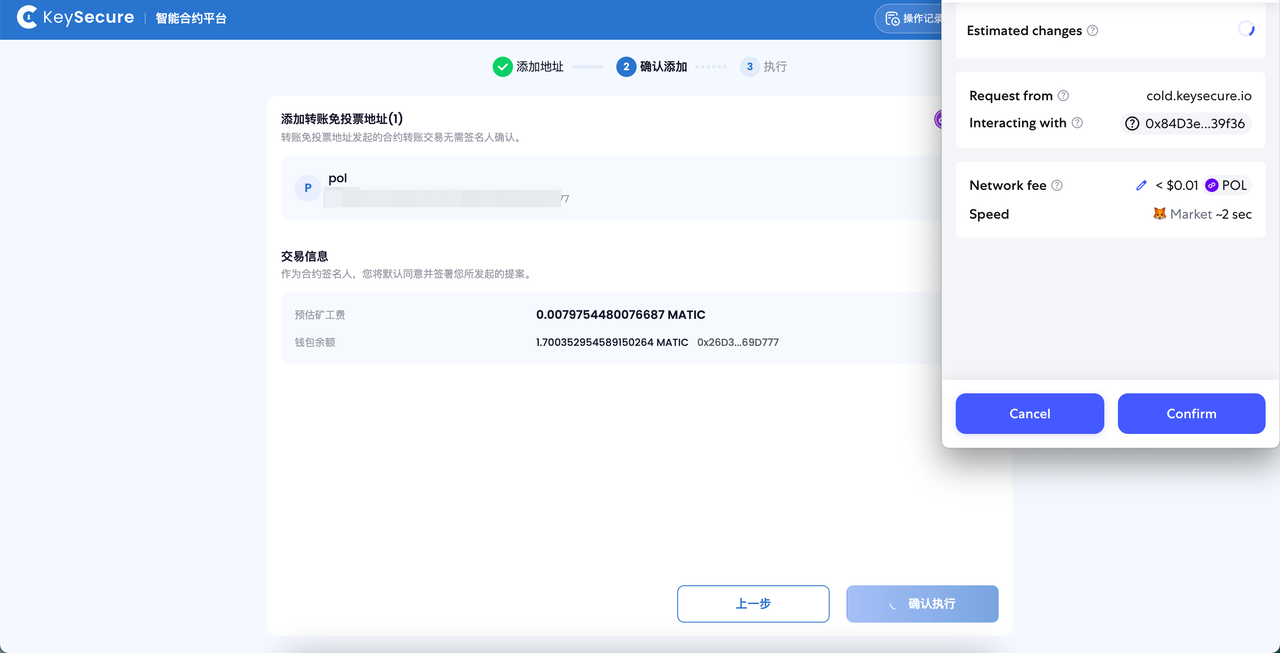 KeySecure | 智能合约平台
操作记录
添加地址
2 确认添加
3 执行
添加转账免投票地址(1)
转账免投票地址发起的合约转账交易无需签名人确认。
P
pol
77
交易信息
作为合约签名人，您将默认同意并签署您所发起的提案。
预估矿工费 0.0079754480076687 MATIC
钱包余额 1.700352954589150264 MATIC 0x26D3...69D777
上一步
确认执行
Estimated changes ?
Request from ? cold.keysecure.io
Interacting with ? ? 0x84D3e...39f36
Network fee ? < $0.01 POL
Speed Market ~2 sec
Cancel
Confirm